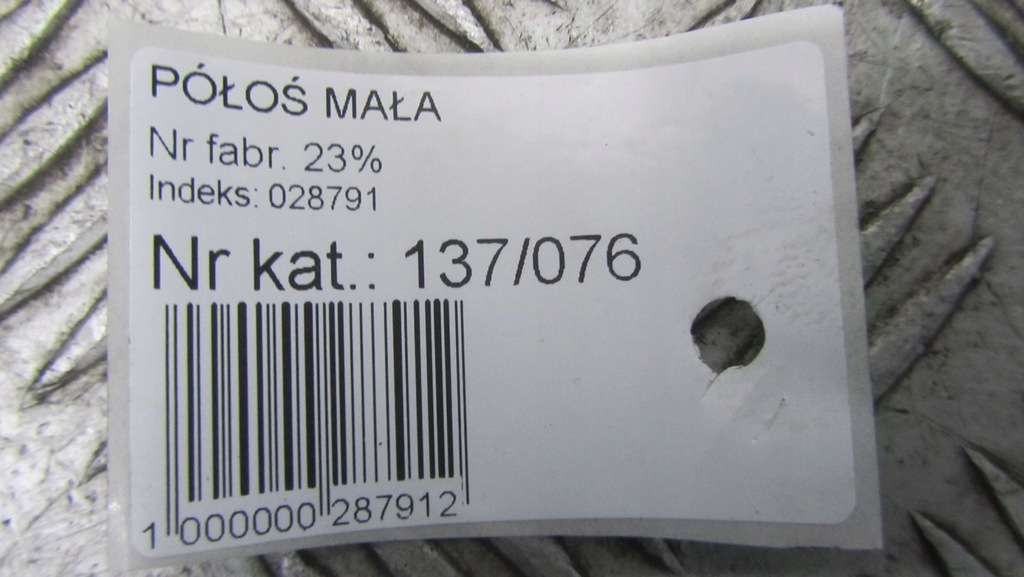 PÓŁOŚ MAŁA
Nr fabr. 23%
Indeks: 028791
Nr kat.: 137/076
1 000000 287912